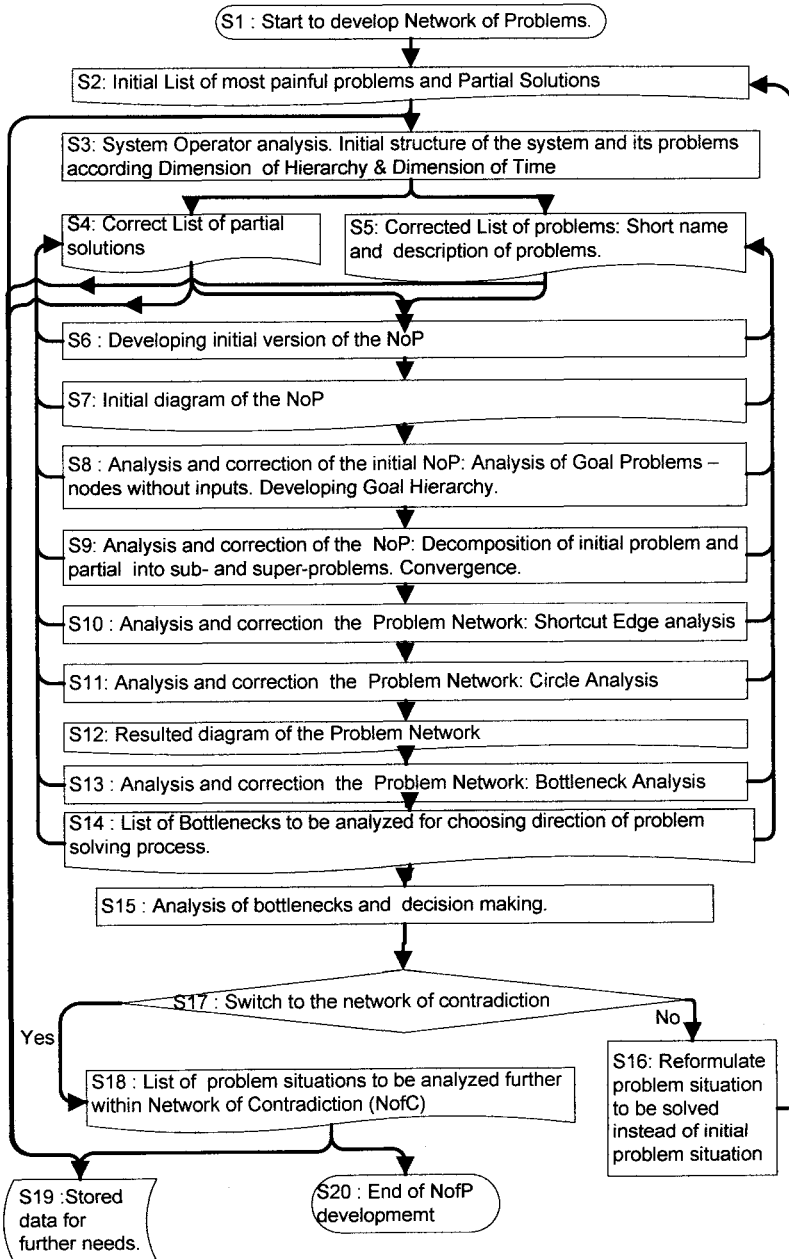 S1 : Start to develop Network of Problems.
S2: Initial List of most painful problems and Partial Solutions
S3: System Operator analysis. Initial structure of the system and its problems
according Dimension of Hierarchy & Dimension of Time
S4: Correct List of partial
solutions
S5: Corrected List of problems: Short name
and description of problems.
S6 : Developing initial version of the NoP
S7: Initial diagram of the NoP
S8 : Analysis and correction of the initial NoP: Analysis of Goal Problems –
nodes without inputs. Developing Goal Hierarchy.
S9: Analysis and correction of the NoP: Decomposition of initial problem and
partial into sub- and super-problems. Convergence.
S10 : Analysis and correction the Problem Network: Shortcut Edge analysis
S11: Analysis and correction the Problem Network: Circle Analysis
S12: Resulted diagram of the Problem Network
S13 : Analysis and correction the Problem Network: Bottleneck Analysis
S14 : List of Bottlenecks to be analyzed for choosing direction of problem
solving process.
S15 : Analysis of bottlenecks and decision making.
S17 : Switch to the network of contradiction
Yes
No
S18 : List of problem situations to be analyzed further
within Network of Contradiction (NofC)
S16: Reformulate
problem situation
to be solved
instead of initial
problem situation
S19 :Stored
data for
further needs.
S20 : End of NofP
developmemt